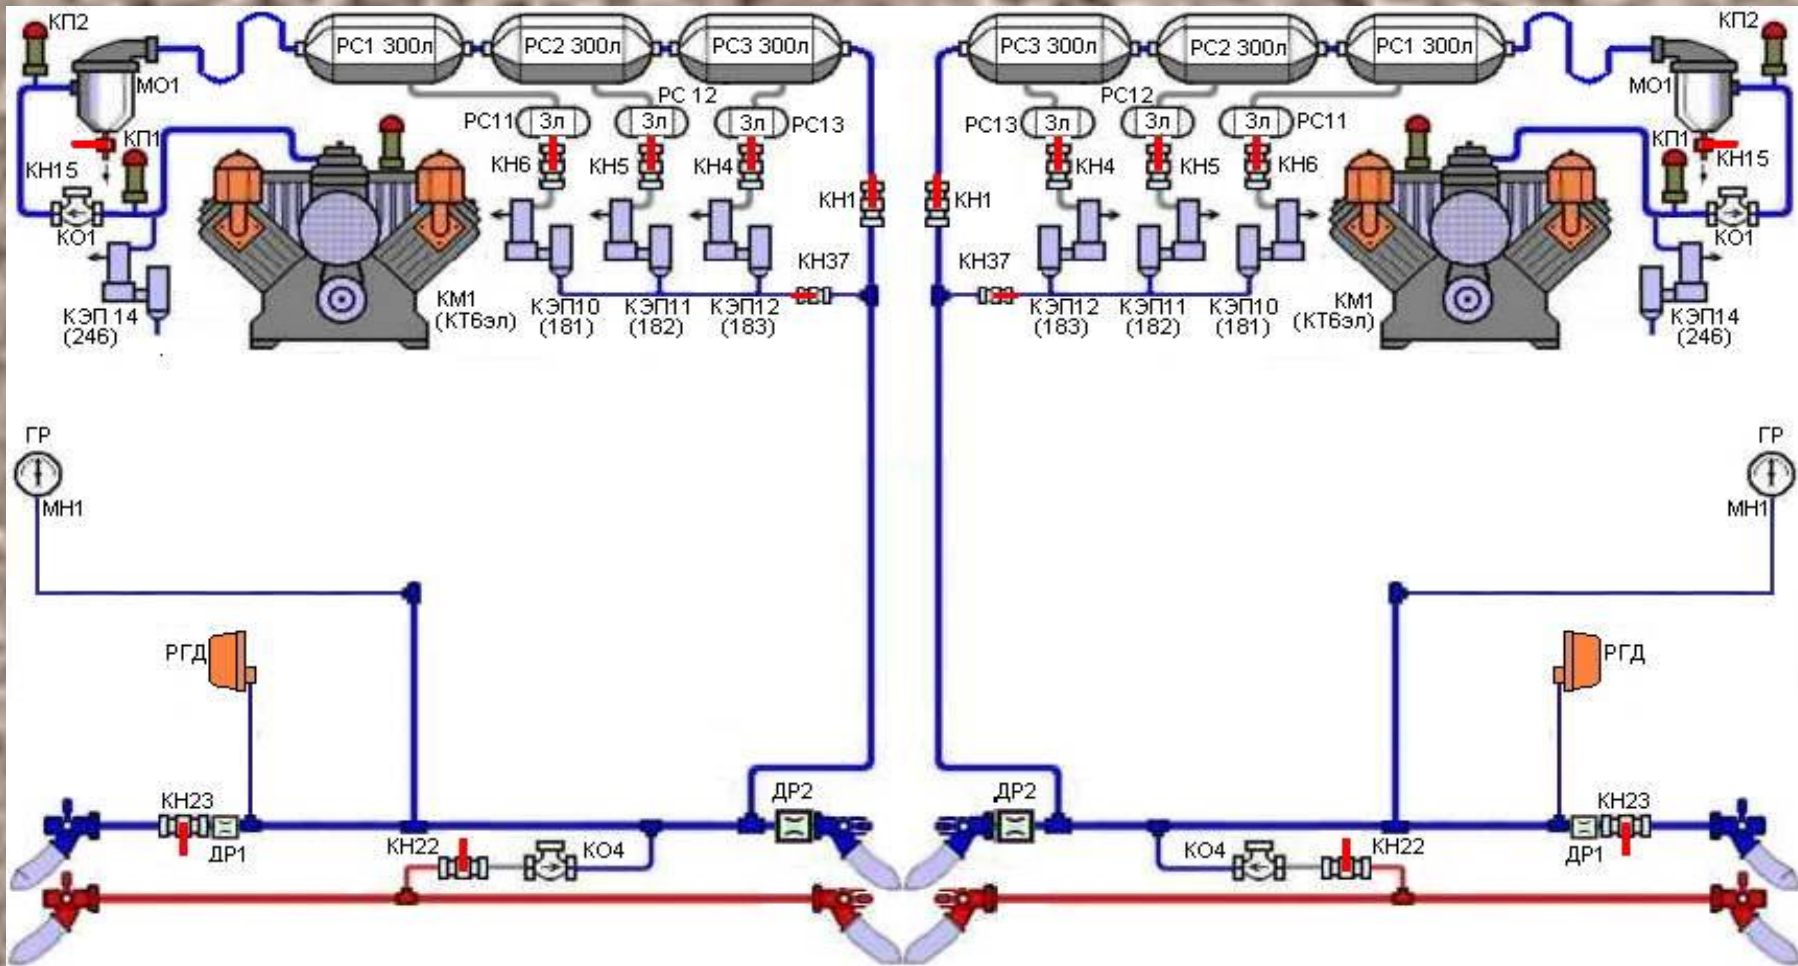 КП2
РС1 300л
РС2 300л
РС3 300л
РС3 300л
РС2 300л
РС1 300л
КП2
МО1
МО1
РС11
3л
РС 12
3л
3л
РС13
РС13
3л
РС12
3л
3л
РС11
КП1
КП1
КН15
КН6
КН5
КН4
КН4
КН5
КН6
КН15
КН1
КН1
КО1
КО1
КН37
КН37
КЭП 14
(246)
КМ1
(КТ6эл)
КЭП10
(181)
КЭП11
(182)
КЭП12
(183)
КЭП12
(183)
КЭП11
(182)
КЭП10
(181)
КМ1
(КТ6эл)
КЭП14
(246)
ГР
ГР
МН1
МН1
РГД
РГД
КН23
ДР2
ДР2
КН23
ДР1
КН22
КО4
КО4
КН22
ДР1